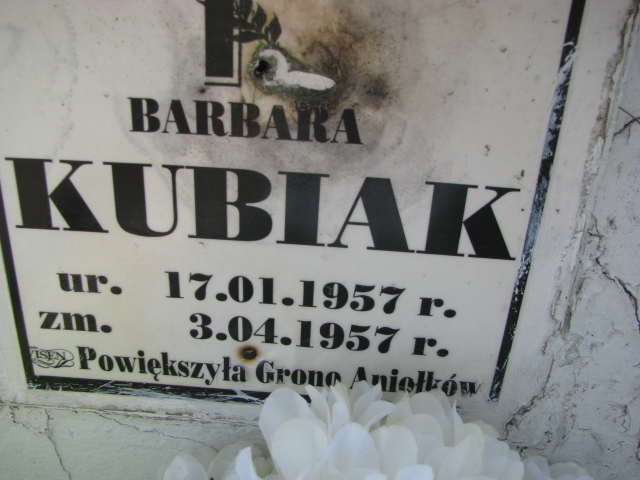 BARBARA
KUBIAK
ur. 17.01.1957 r.
zm. 3.04.1957 r.
Powiększyła Grono Aniołków